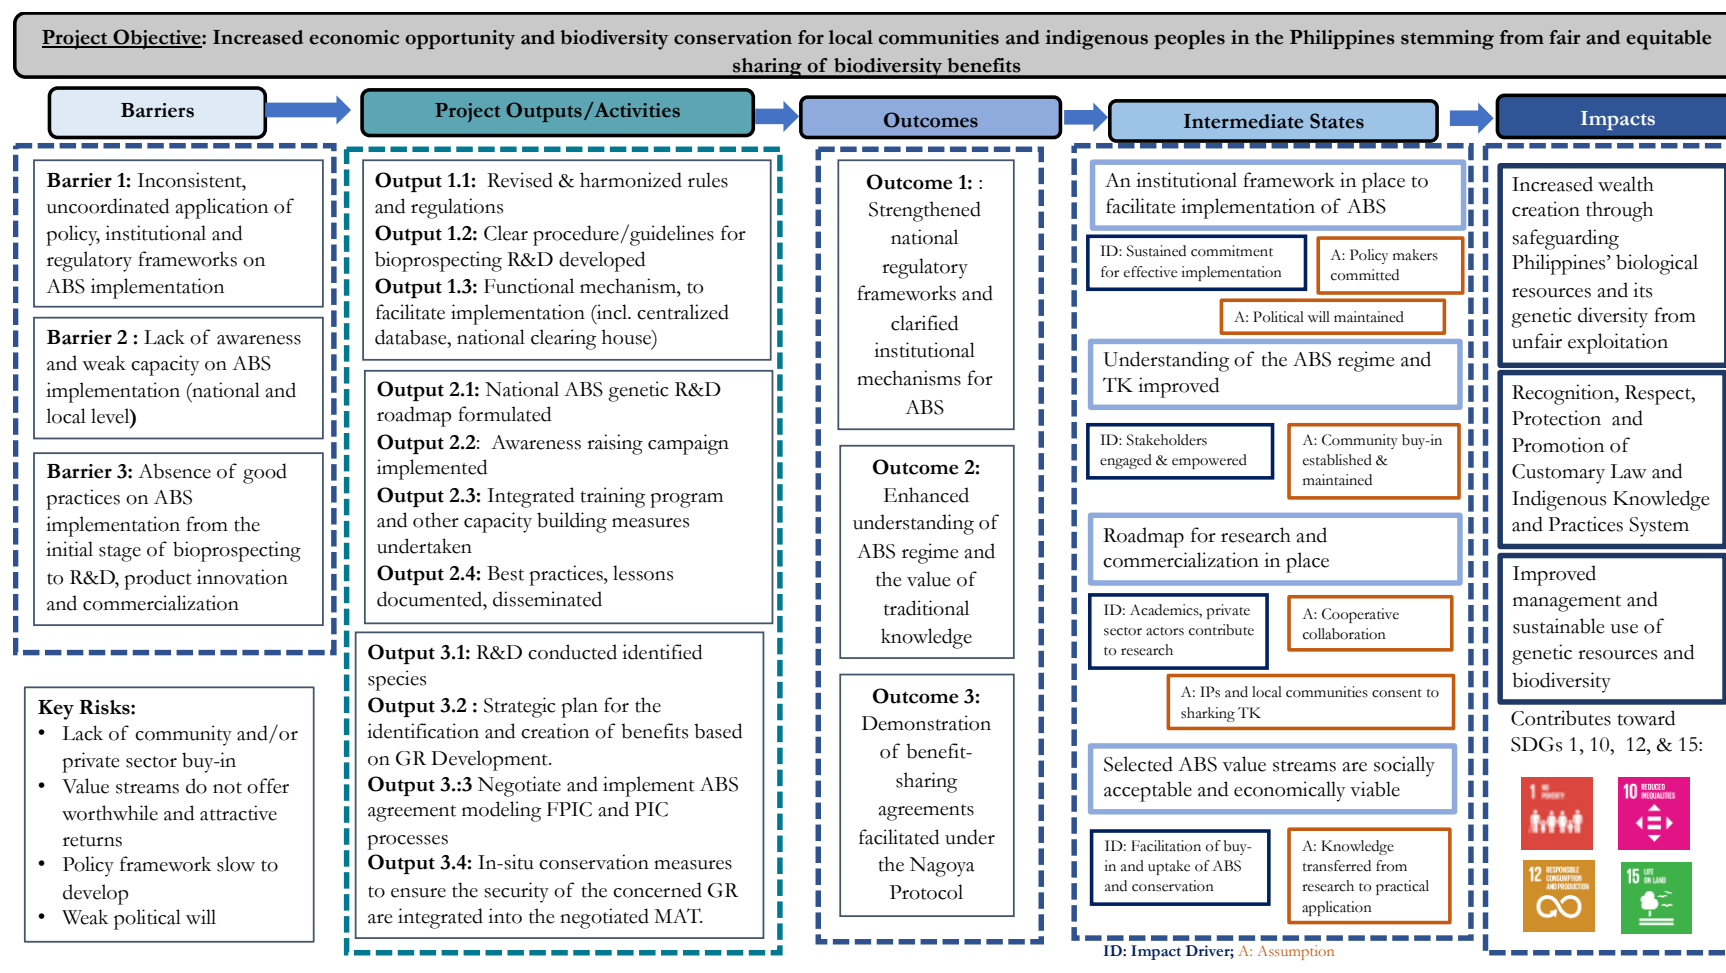 Project Objective: Increased economic opportunity and biodiversity conservation for local communities and indigenous peoples in the Philippines stemming from fair and equitable
sharing of biodiversity benefits
Barriers
Project Outputs/Activities
Outcomes
Intermediate States
Impacts
Barrier 1: Inconsistent,
uncoordinated application of
policy, institutional and
regulatory frameworks on
ABS implementation
Barrier 2 : Lack of awareness
and weak capacity on ABS
implementation (national and
local level)
Barrier 3: Absence of good
practices on ABS
implementation from the
initial stage of bioprospecting
to R&D, product innovation
and commercialization
Key Risks:
• Lack of community and/or
private sector buy-in
• Value streams do not offer
worthwhile and attractive
returns
• Policy framework slow to
develop
• Weak political will
Output 1.1: Revised & harmonized rules
and regulations
Output 1.2: Clear procedure/guidelines for
bioprospecting R&D developed
Output 1.3: Functional mechanism, to
facilitate implementation (incl. centralized
database, national clearing house)
Output 2.1: National ABS genetic R&D
roadmap formulated
Output 2.2: Awareness raising campaign
implemented
Output 2.3: Integrated training program
and other capacity building measures
undertaken
Output 2.4: Best practices, lessons
documented, disseminated
Output 3.1: R&D conducted identified
species
Output 3.2 : Strategic plan for the
identification and creation of benefits based
on GR Development.
Output 3.:3 Negotiate and implement ABS
agreement modeling FPIC and PIC
processes
Output 3.4: In-situ conservation measures
to ensure the security of the concerned GR
are integrated into the negotiated MAT.
Outcome 1: :
Strengthened
national
regulatory
frameworks and
clarified
institutional
mechanisms for
ABS
Outcome 2:
Enhanced
understanding of
ABS regime and
the value of
traditional
knowledge
Outcome 3:
Demonstration
of benefit-
sharing
agreements
facilitated under
the Nagoya
Protocol
An institutional framework in place to
facilitate implementation of ABS
ID: Sustained commitment
for effective implementation
A: Policy makers
committed
A: Political will maintained
Understanding of the ABS regime and
TK improved
ID: Stakeholders
engaged & empowered
A: Community buy-in
established &
maintained
Roadmap for research and
commercialization in place
ID: Academics, private
sector actors contribute
to research
A: Cooperative
collaboration
A: IPs and local communities consent to
sharking TK
Selected ABS value streams are socially
acceptable and economically viable
ID: Facilitation of buy-
in and uptake of ABS
and conservation
A: Knowledge
transferred from
research to practical
application
ID: Impact Driver; A: Assumption
Increased wealth
creation through
safeguarding
Philippines' biological
resources and its
genetic diversity from
unfair exploitation
Recognition, Respect,
Protection and
Promotion of
Customary Law and
Indigenous Knowledge
and Practices System
Improved
management and
sustainable use of
genetic resources and
biodiversity
Contributes toward
SDGs 1, 10, 12, & 15:
1 NO
POVERTY
10 REDUCED
INEQUALITIES
12 RESPONSIBLE
CONSUMPTION
AND PRODUCTION
15 LIFE
ON LAND